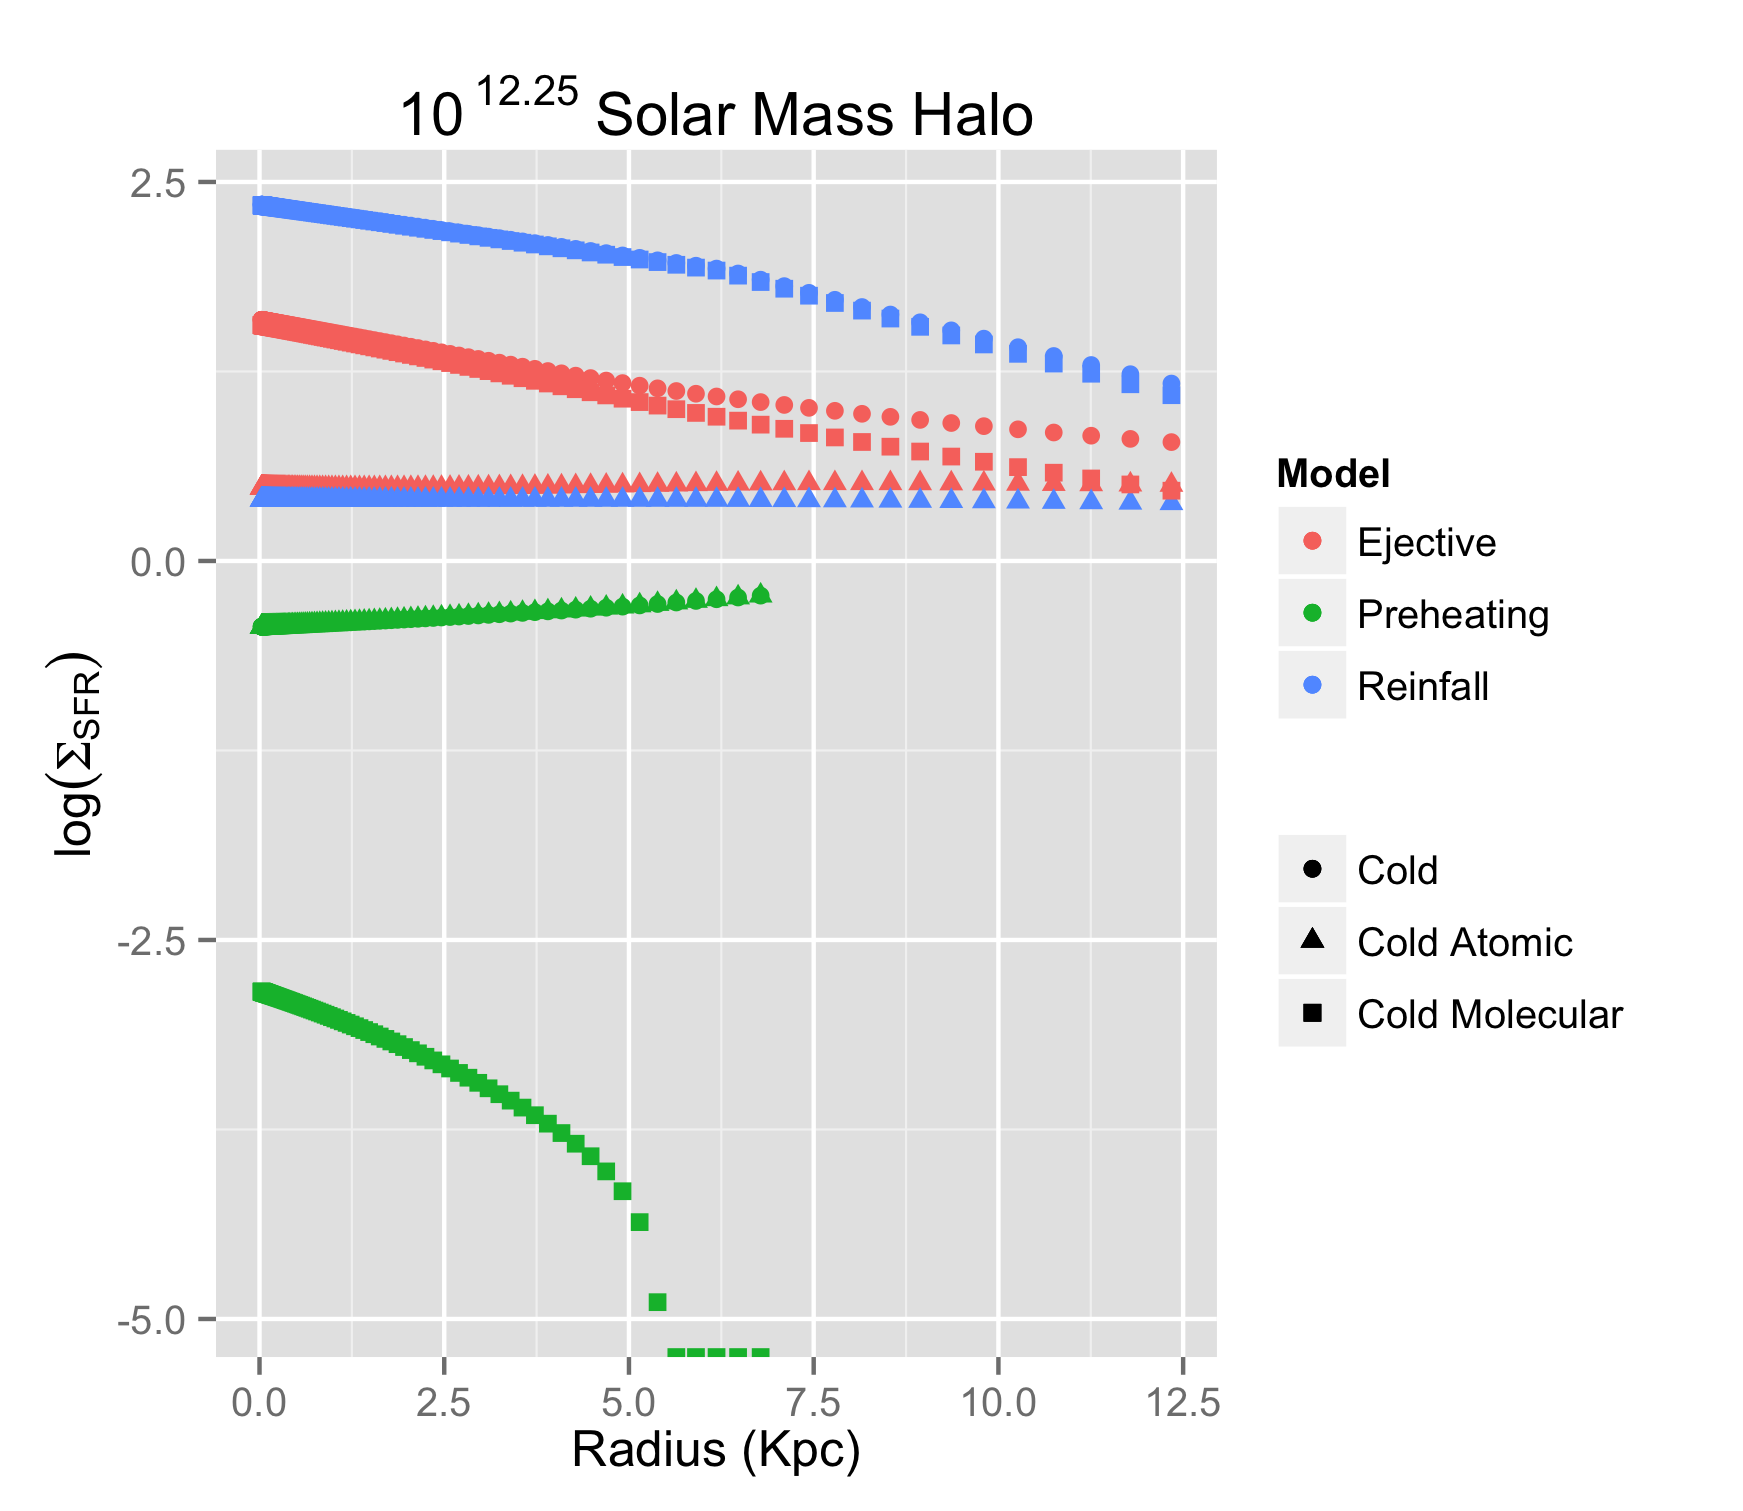 10 12.25 Solar Mass Halo
2.5
0.0
-2.5
-5.0
log(ΣSFR)
0.0 2.5 5.0 7.5 10.0 12.5
Radius (Kpc)
Model
Ejective
Preheating
Reinfall
Cold
Cold Atomic
Cold Molecular